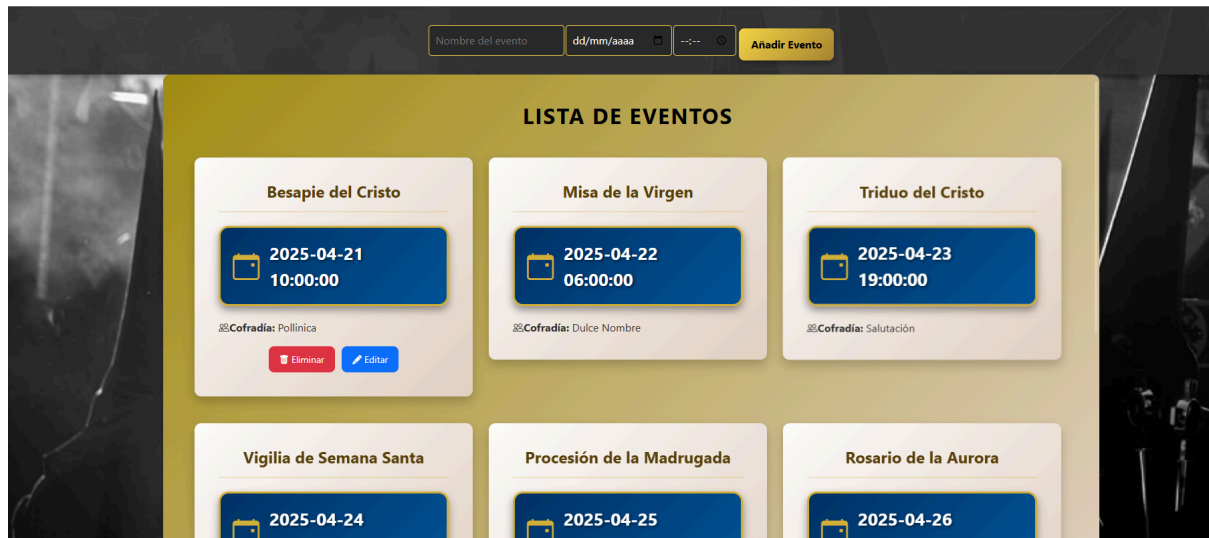 Nombre del evento dd/mm/aaaa --:-- Añadir Evento
LISTA DE EVENTOS
Besapie del Cristo
2025-04-21
10:00:00
Cofradía: Pollinica
Eliminar Editar
Misa de la Virgen
2025-04-22
06:00:00
Cofradía: Dulce Nombre
Triduo del Cristo
2025-04-23
19:00:00
Cofradía: Salutación
Vigilia de Semana Santa
2025-04-24
Procesión de la Madrugada
2025-04-25
Rosario de la Aurora
2025-04-26